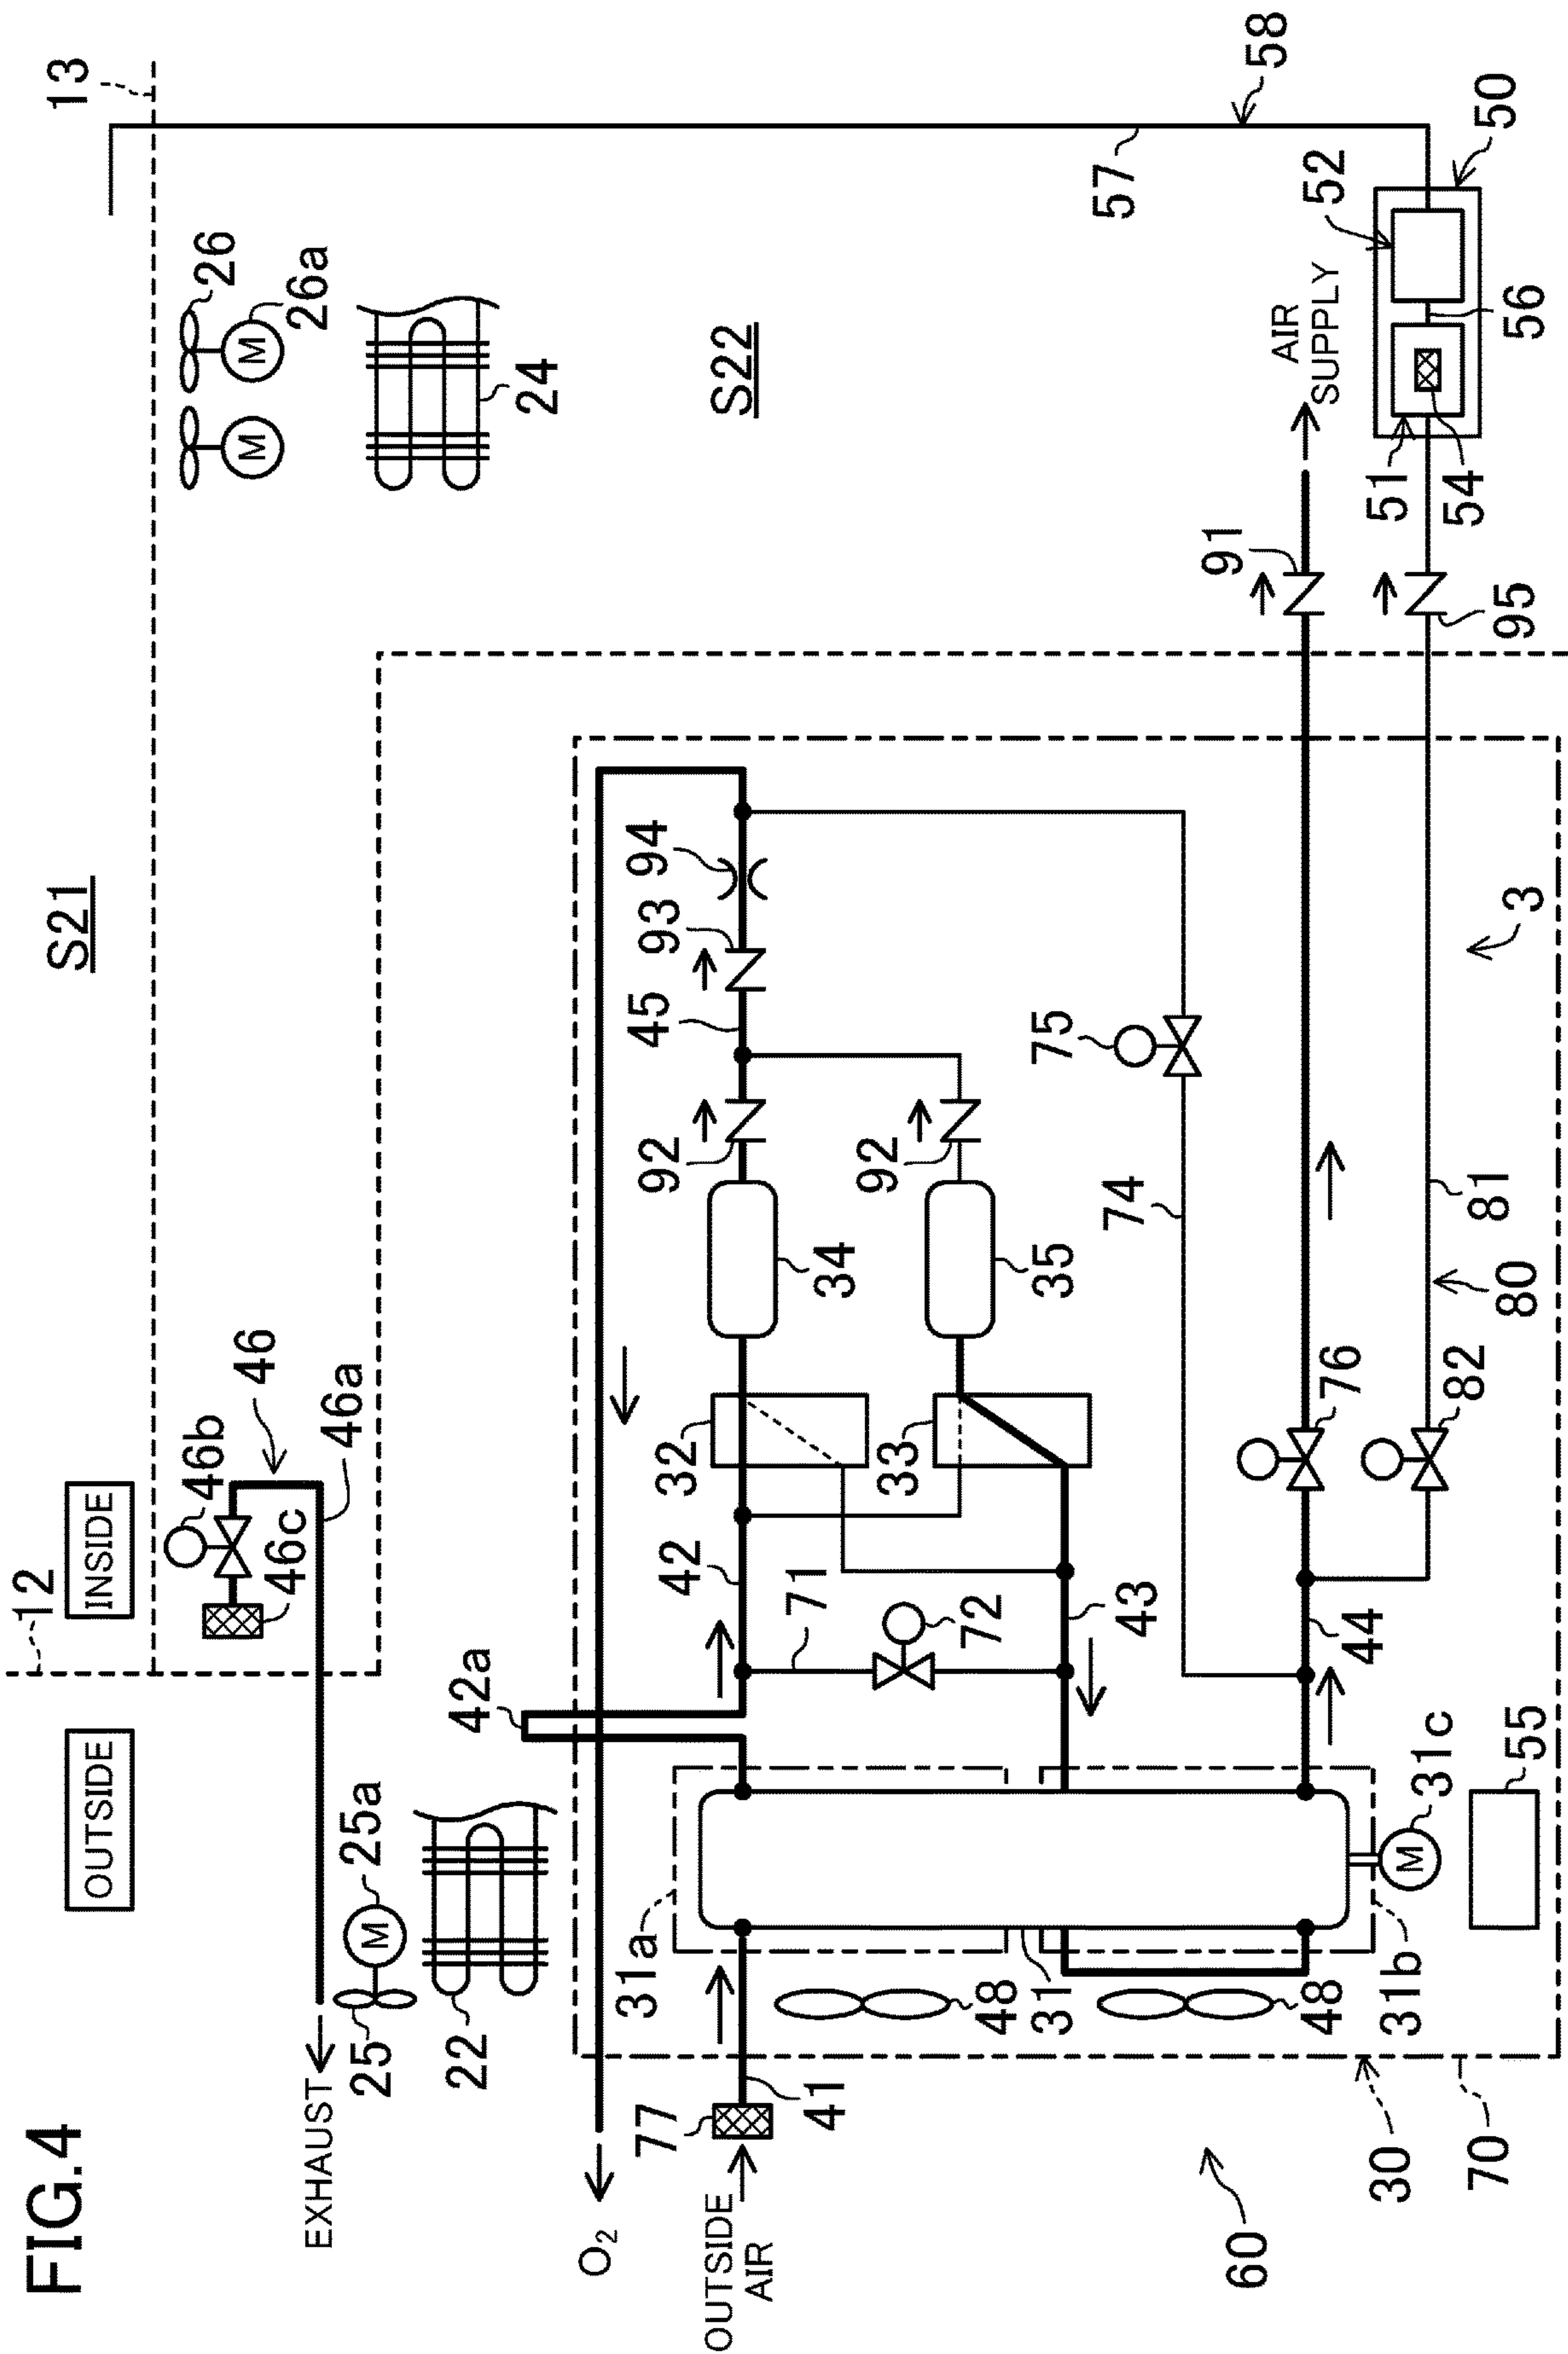 FIG.4
OUTSIDE
INSIDE
12
S21
13
EXHAUST
25
25a
M
46b
46
46c
46a
M
M
26
26a
22
42a
24
S22
58
57
O₂
OUTSIDE
AIR
77
41
31a
42
32
34
92
45
93
94
71
72
33
35
92
48
31
48
43
74
75
31b
M
31c
44
76
82
80
81
3
91
AIR
SUPPLY
52
50
51
54
56
95
55
60
30
70